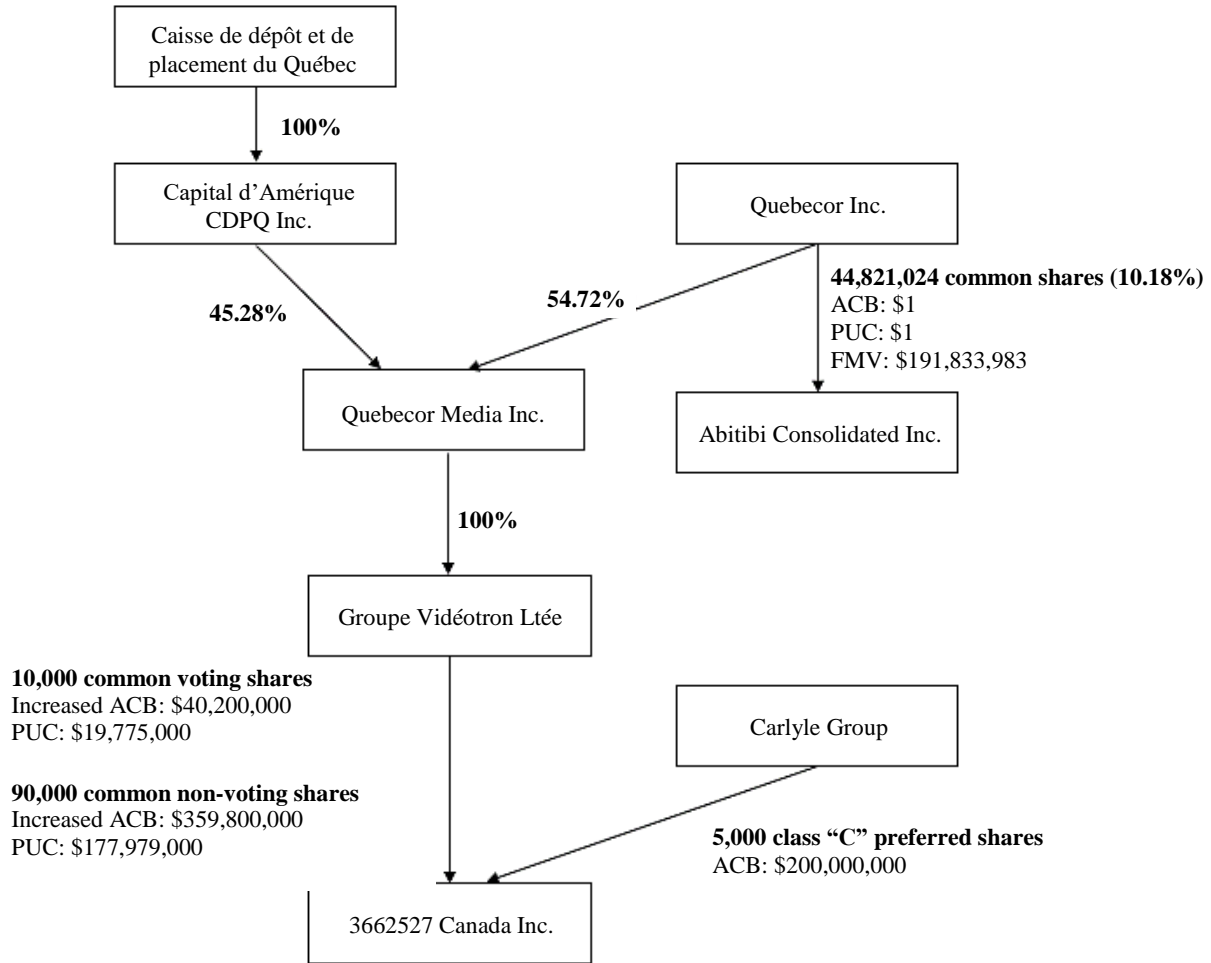 Caisse de dépôt et de
placement du Québec
100%
Capital d’Amérique
CDPQ Inc.
Quebecor Inc.
45.28%
54.72%
44,821,024 common shares (10.18%)
ACB: $1
PUC: $1
FMV: $191,833,983
Quebecor Media Inc.
Abitibi Consolidated Inc.
100%
Groupe Vidéotron Ltée
10,000 common voting shares
Increased ACB: $40,200,000
PUC: $19,775,000
90,000 common non-voting shares
Increased ACB: $359,800,000
PUC: $177,979,000
Carlyle Group
5,000 class “C” preferred shares
ACB: $200,000,000
3662527 Canada Inc.